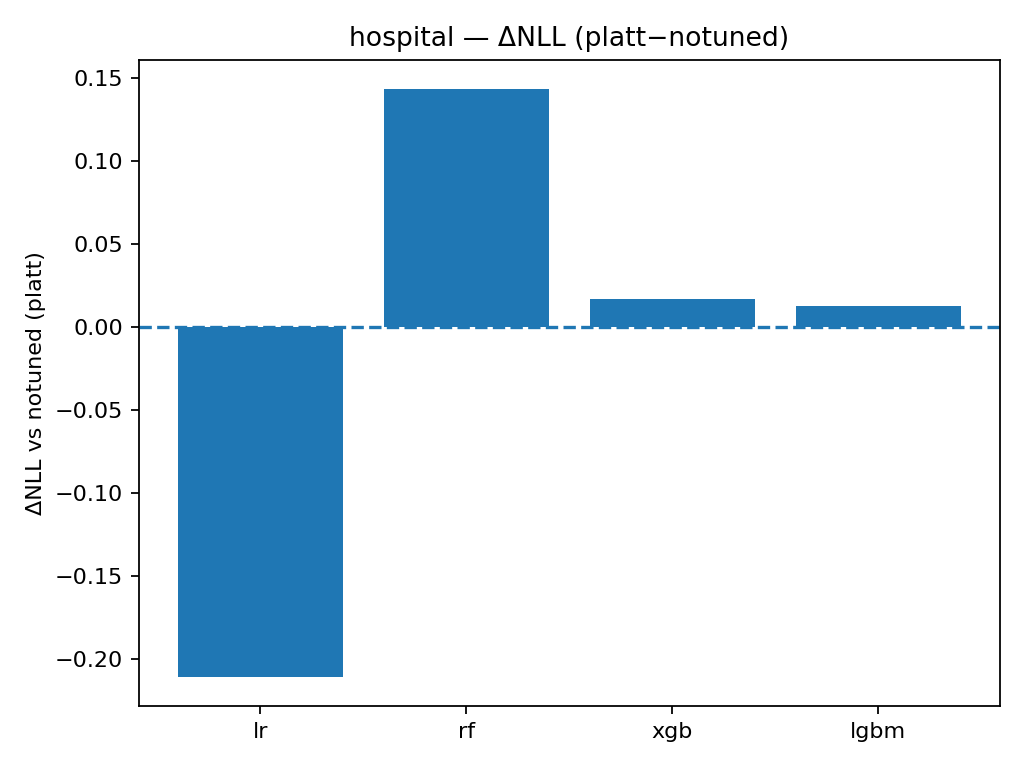 hospital — ΔNLL (platt−notuned)
ΔNLL vs notuned (platt)
0.15
0.10
0.05
0.00
−0.05
−0.10
−0.15
−0.20
lr
rf
xgb
lgbm